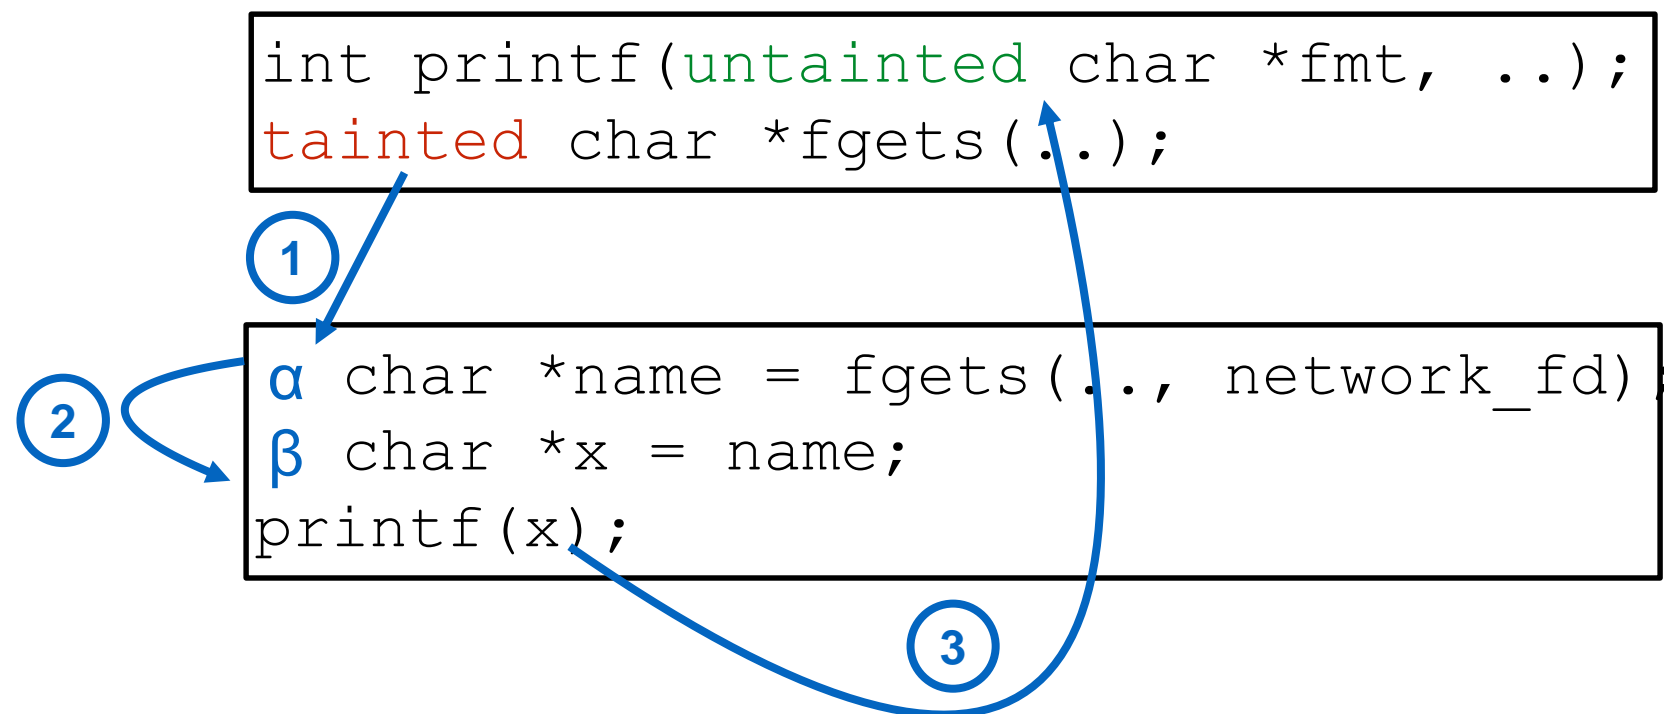 int printf(untainted char *fmt, ..);
tainted char *fgets(..);
1
α char *name = fgets(.., network_fd);
2
β char *x = name;
printf(x);
3